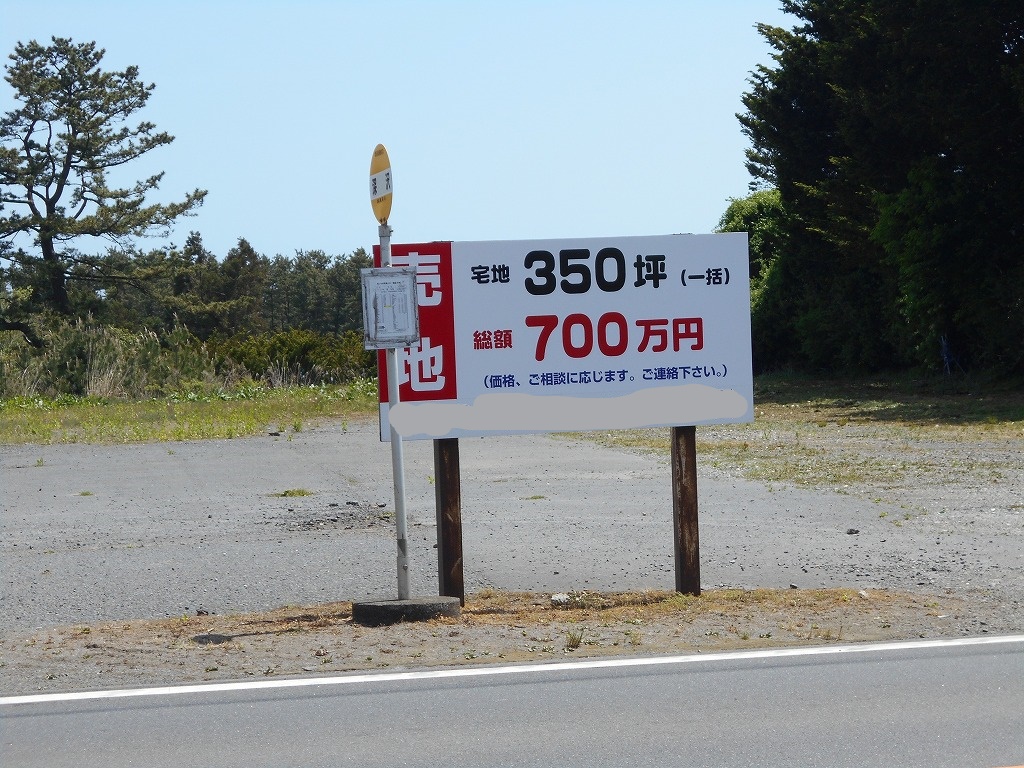 売地
宅地 350坪 (一括)
総額 700万円
(価格、ご相談に応じます。ご連絡下さい。)